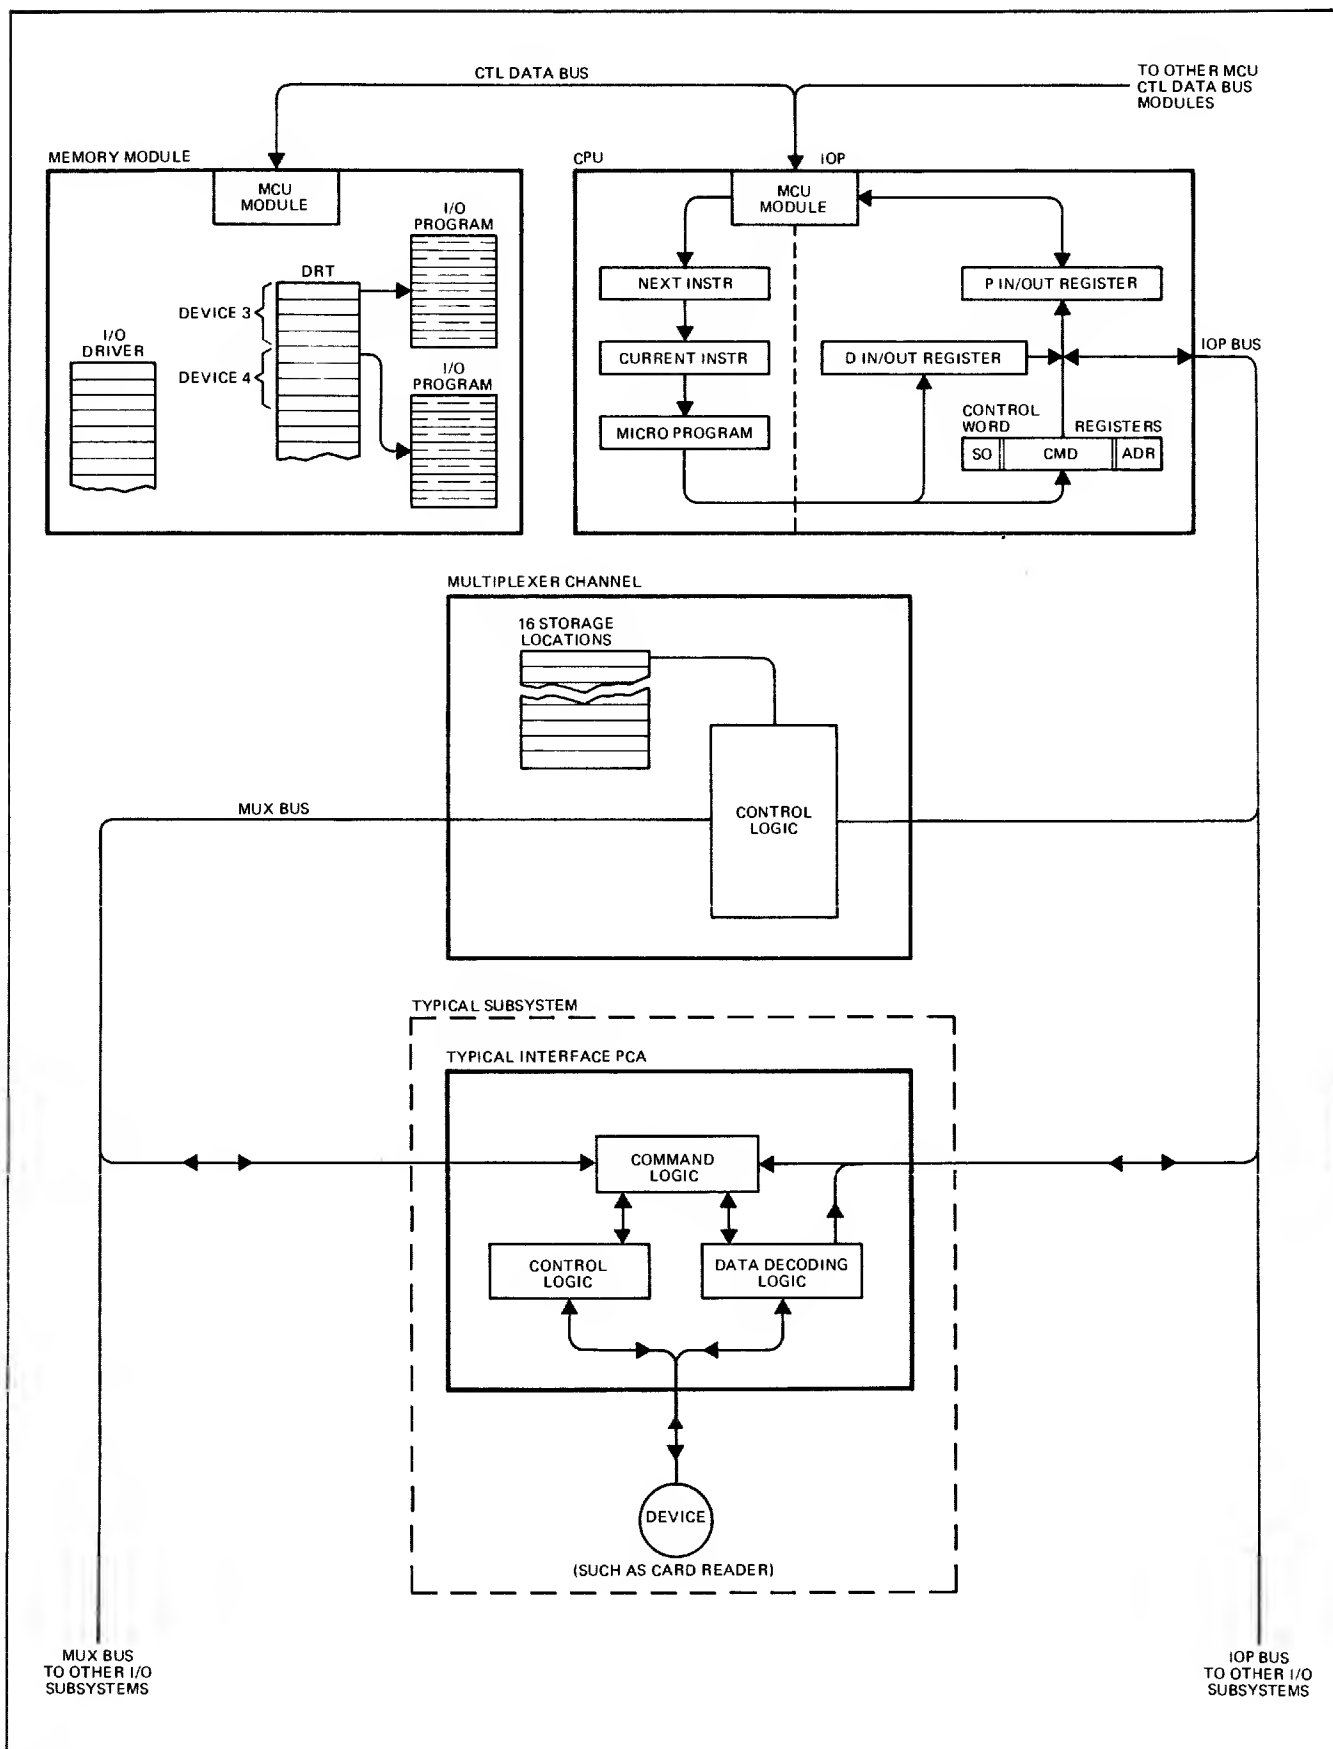 CTL DATA BUS
TO OTHER MCU
CTL DATA BUS
MODULES
MEMORY MODULE
MCU
MODULE
I/O
PROGRAM
DRT
DEVICE 3
I/O
DRIVER
DEVICE 4
I/O
PROGRAM
CPU
IOP
MCU
MODULE
NEXT INSTR
P IN/OUT REGISTER
CURRENT INSTR
D IN/OUT REGISTER
IOP BUS
MICRO PROGRAM
CONTROL
WORD REGISTERS
SO CMD ADR
MULTIPLEXER CHANNEL
16 STORAGE
LOCATIONS
MUX BUS
CONTROL
LOGIC
TYPICAL SUBSYSTEM
TYPICAL INTERFACE PCA
COMMAND
LOGIC
CONTROL
LOGIC
DATA DECODING
LOGIC
DEVICE
(SUCH AS CARD READER)
MUX BUS
TO OTHER I/O
SUBSYSTEMS
IOP BUS
TO OTHER I/O
SUBSYSTEMS